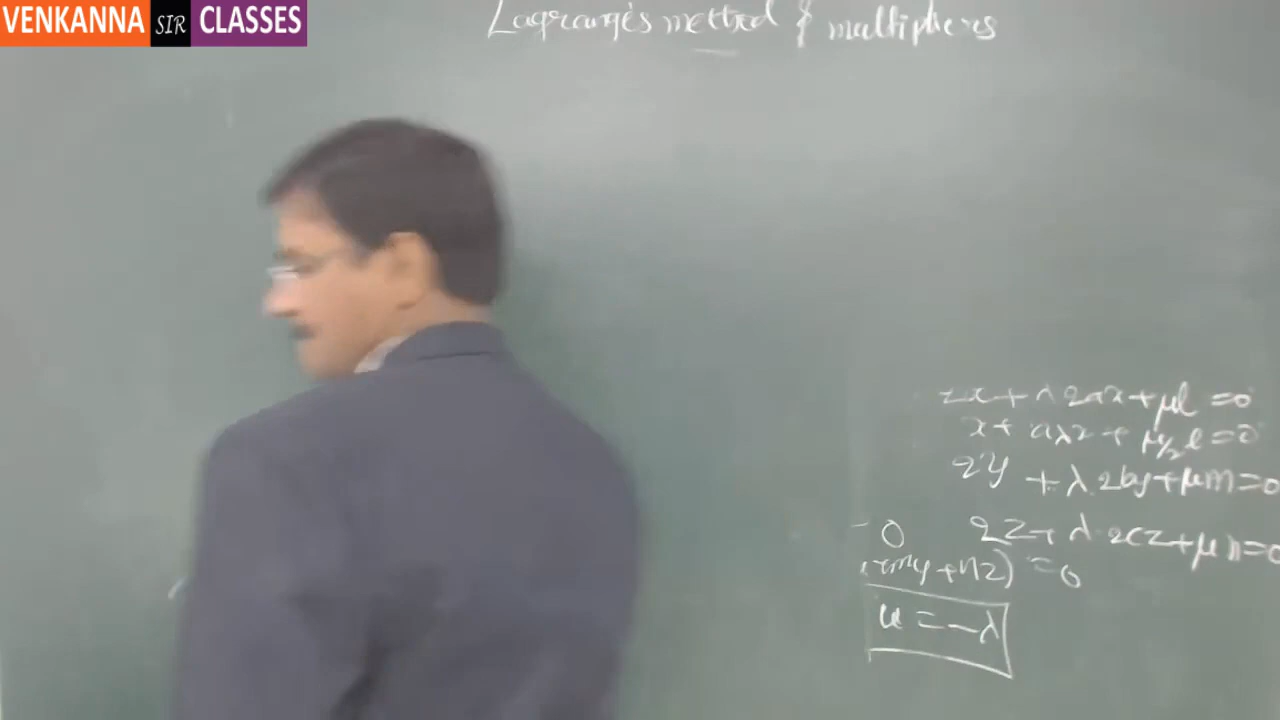 VENKANNA SIR CLASSES
Lagrange's method of multipliers
2x + λ 2ax + μl = 0
x + aλx + μ/2 l = 0
2y + λ 2by + μm = 0
0 2z + λ 2cz + μn = 0
my + nz) = 0
u = -λ